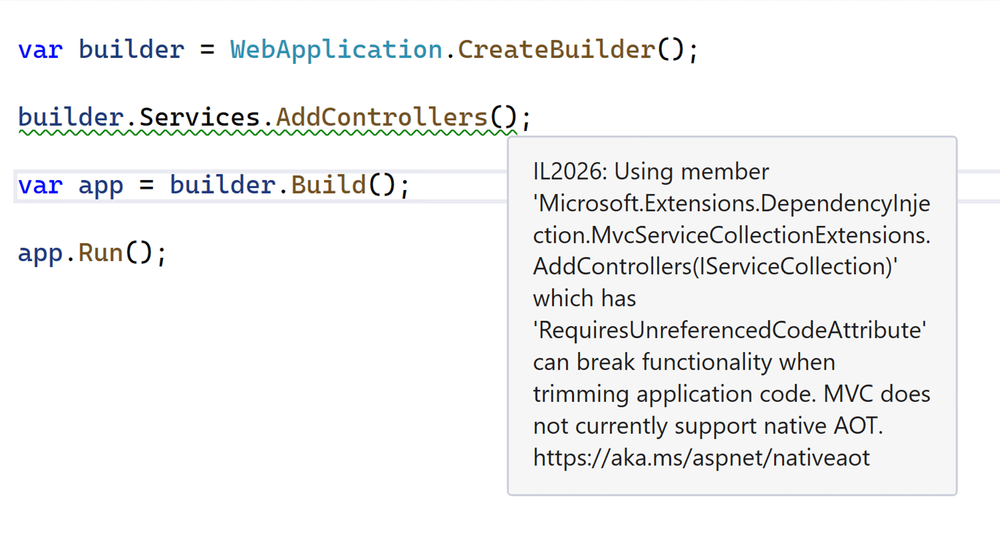 var builder = WebApplication.CreateBuilder();
builder.Services.AddControllers();
var app = builder.Build();
app.Run();
IL2026: Using member
'Microsoft.Extensions.DependencyInje
ction.MvcServiceCollectionExtensions.
AddControllers(IServiceCollection)'
which has
'RequiresUnreferencedCodeAttribute'
can break functionality when
trimming application code. MVC does
not currently support native AOT.
https://aka.ms/aspnet/nativeaot